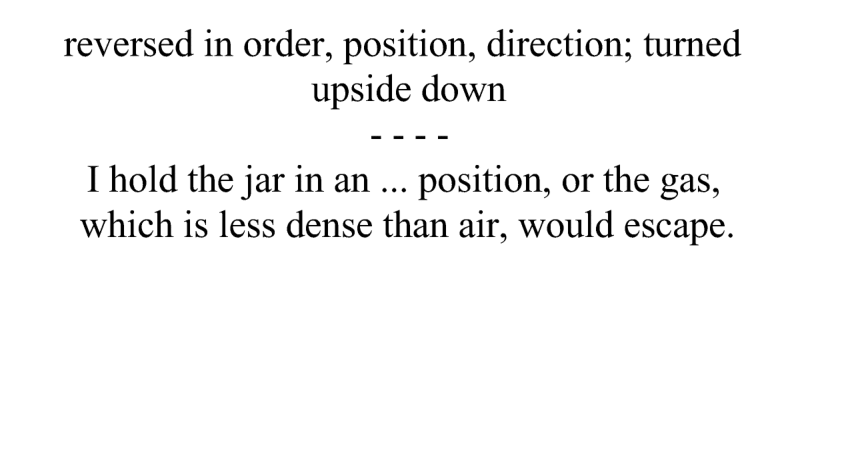 reversed in order, position, direction; turned
upside down
- - - -
I hold the jar in an ... position, or the gas,
which is less dense than air, would escape.